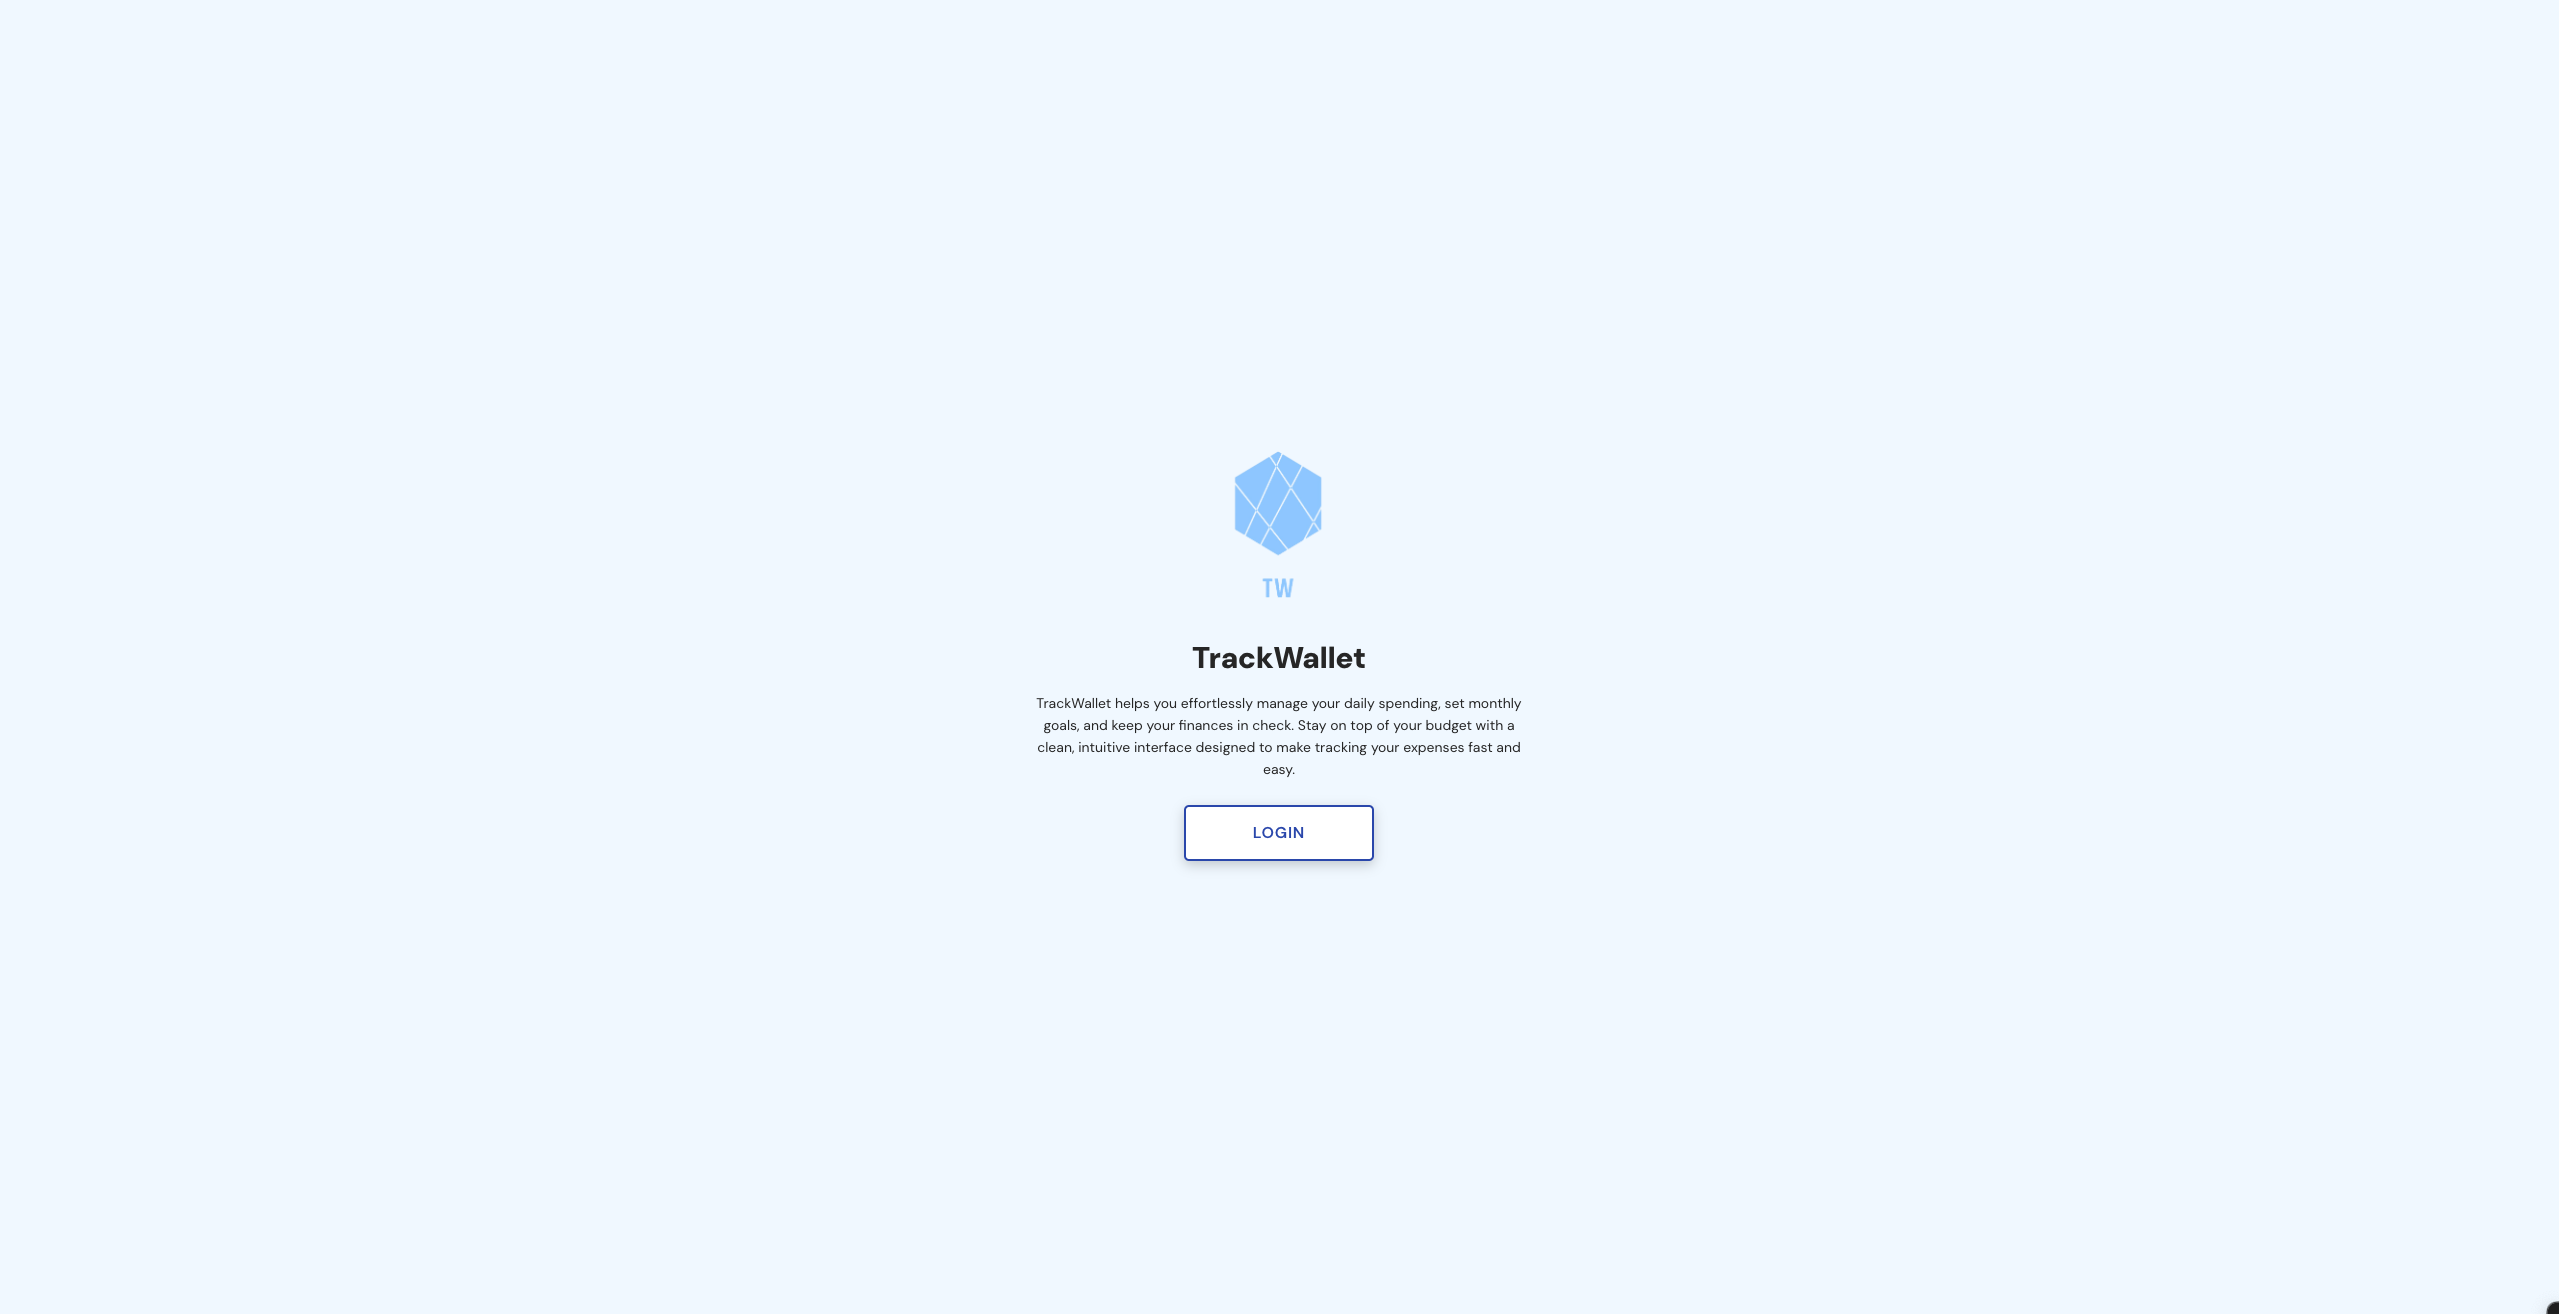 TW
TrackWallet
TrackWallet helps you effortlessly manage your daily spending, set monthly
goals, and keep your finances in check. Stay on top of your budget with a
clean, intuitive interface designed to make tracking your expenses fast and
easy.
LOGIN